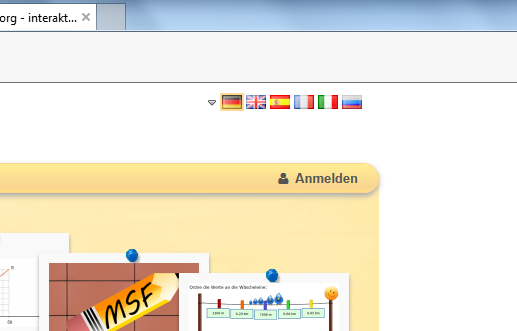 org - interakt...
Anmelden
MSF
Ordne die Werte an die Wäscheleine: